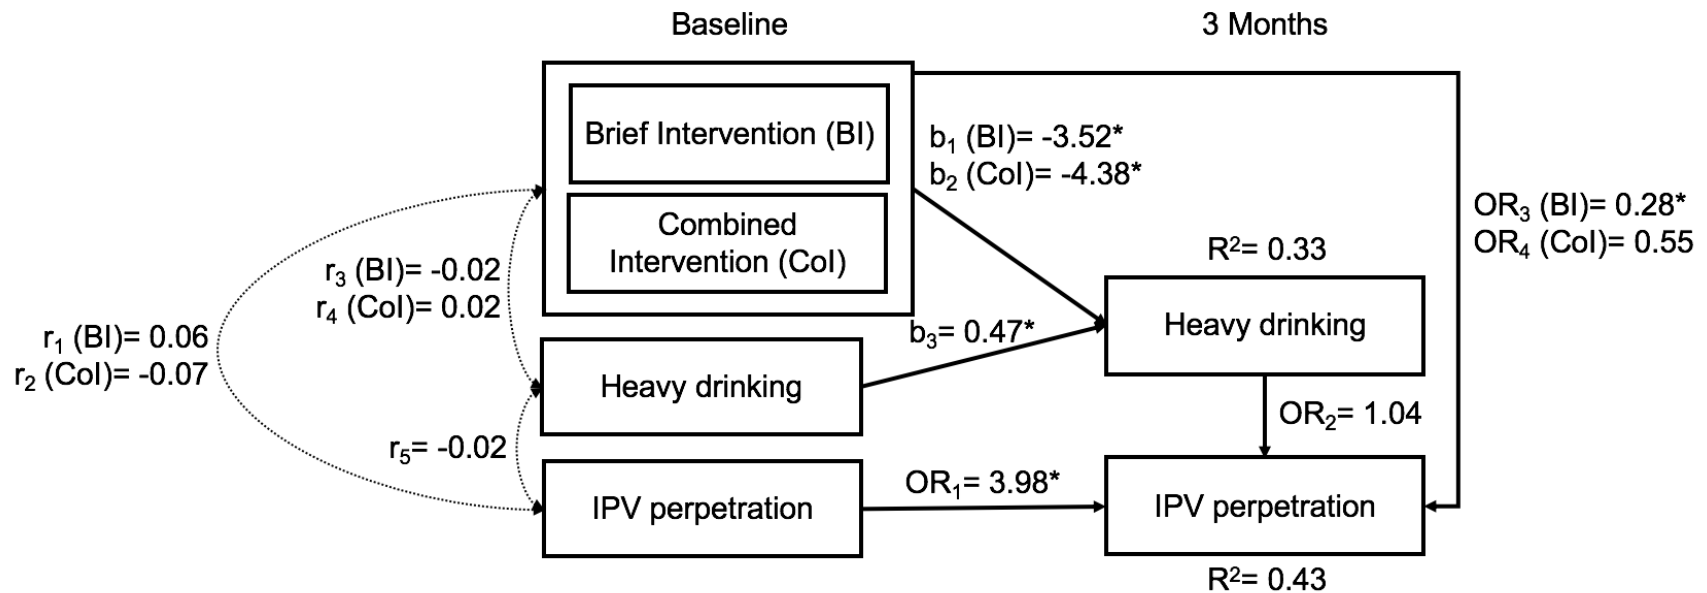 Baseline
3 Months
Brief Intervention (BI)
Combined
Intervention (CoI)
b₁ (BI)= -3.52*
b₂ (CoI)= -4.38*
OR₃ (BI)= 0.28*
OR₄ (CoI)= 0.55
r₃ (BI)= -0.02
r₄ (CoI)= 0.02
R²= 0.33
r₁ (BI)= 0.06
r₂ (CoI)= -0.07
b₃= 0.47*
Heavy drinking
Heavy drinking
r₅= -0.02
OR₂= 1.04
IPV perpetration
OR₁= 3.98*
IPV perpetration
R²= 0.43